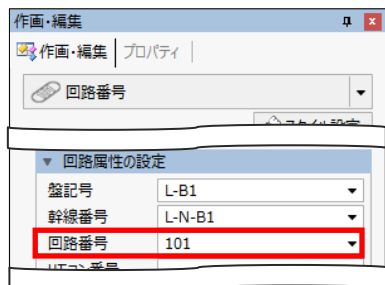 作画・編集
作画・編集 プロパティ
回路番号
回路属性の設定
盤記号 L-B1
幹線番号 L-N-B1
回路番号 101